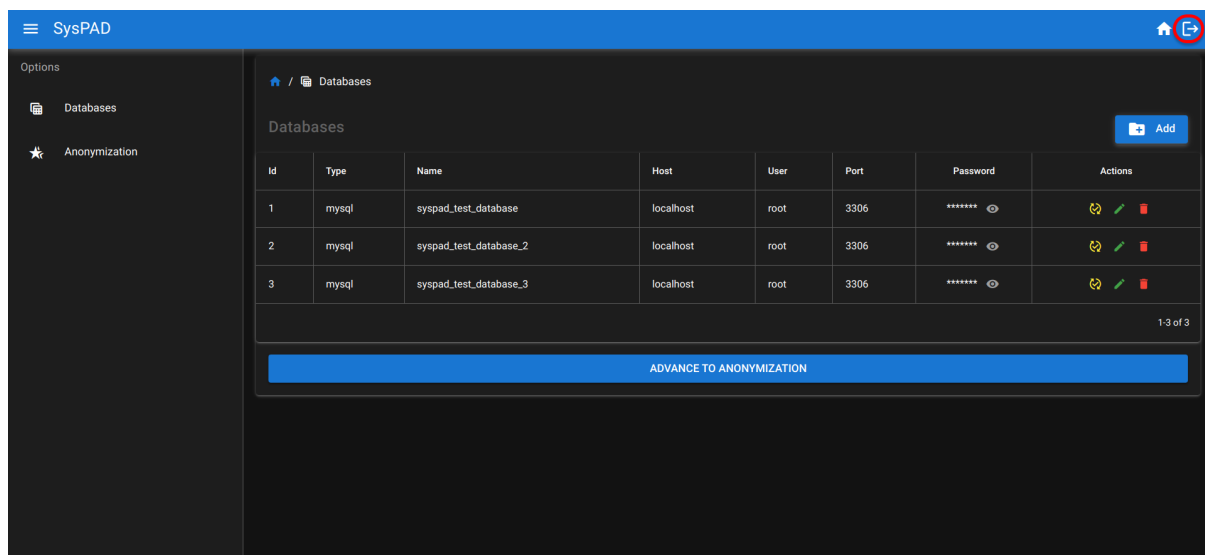 SysPAD
Options
Databases
Anonymization
/ Databases
Databases
Add
Id Type Name Host User Port Password Actions
1 mysql syspad_test_database localhost root 3306 *******
2 mysql syspad_test_database_2 localhost root 3306 *******
3 mysql syspad_test_database_3 localhost root 3306 *******
1-3 of 3
ADVANCE TO ANONYMIZATION